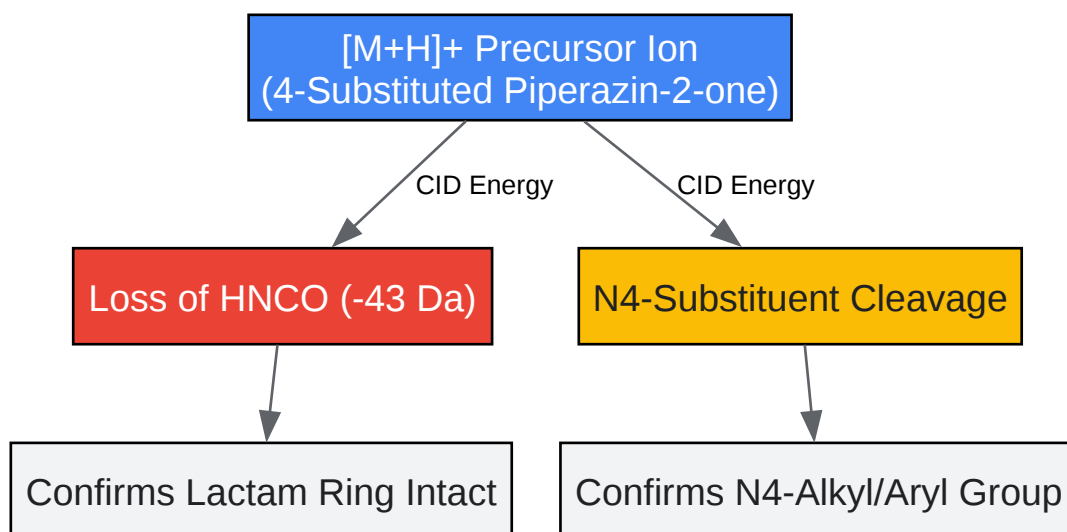 [M+H]+ Precursor Ion
(4-Substituted Piperazin-2-one)
CID Energy
CID Energy
Loss of HNCO (-43 Da)
N4-Substituent Cleavage
Confirms Lactam Ring Intact
Confirms N4-Alkyl/Aryl Group